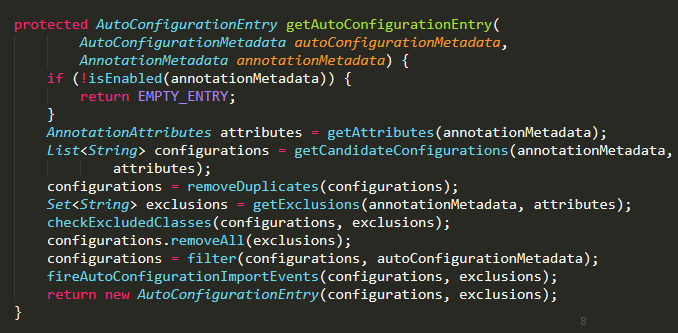 protected AutoConfigurationEntry getAutoConfigurationEntry(
        AutoConfigurationMetadata autoConfigurationMetadata,
        AnnotationMetadata annotationMetadata) {
    if (!isEnabled(annotationMetadata)) {
        return EMPTY_ENTRY;
    }
    AnnotationAttributes attributes = getAttributes(annotationMetadata);
    List<String> configurations = getCandidateConfigurations(annotationMetadata,
            attributes);
    configurations = removeDuplicates(configurations);
    Set<String> exclusions = getExclusions(annotationMetadata, attributes);
    checkExcludedClasses(configurations, exclusions);
    configurations.removeAll(exclusions);
    configurations = filter(configurations, autoConfigurationMetadata);
    fireAutoConfigurationImportEvents(configurations, exclusions);
    return new AutoConfigurationEntry(configurations, exclusions);
}
8